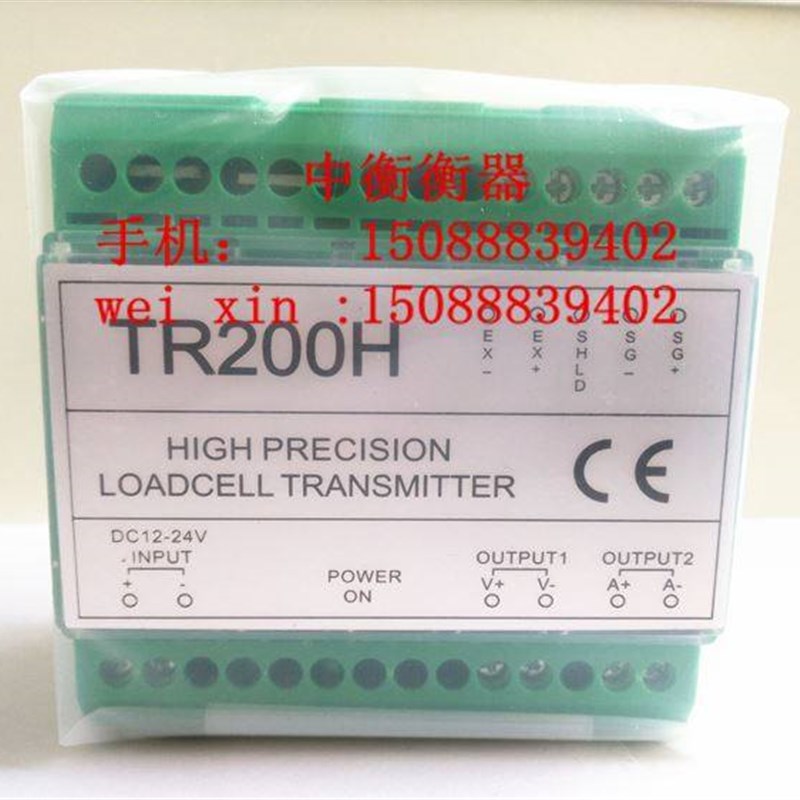 中衡衡器
手机： 15088839402
wei xin :15088839402
TR200H
EX-
EX+
SHLD
SG-
SG+
HIGH PRECISION
LOADCELL TRANSMITTER
CE
DC12-24V
INPUT
+ -
POWER
ON
OUTPUT1
V+ V-
OUTPUT2
A+ A-